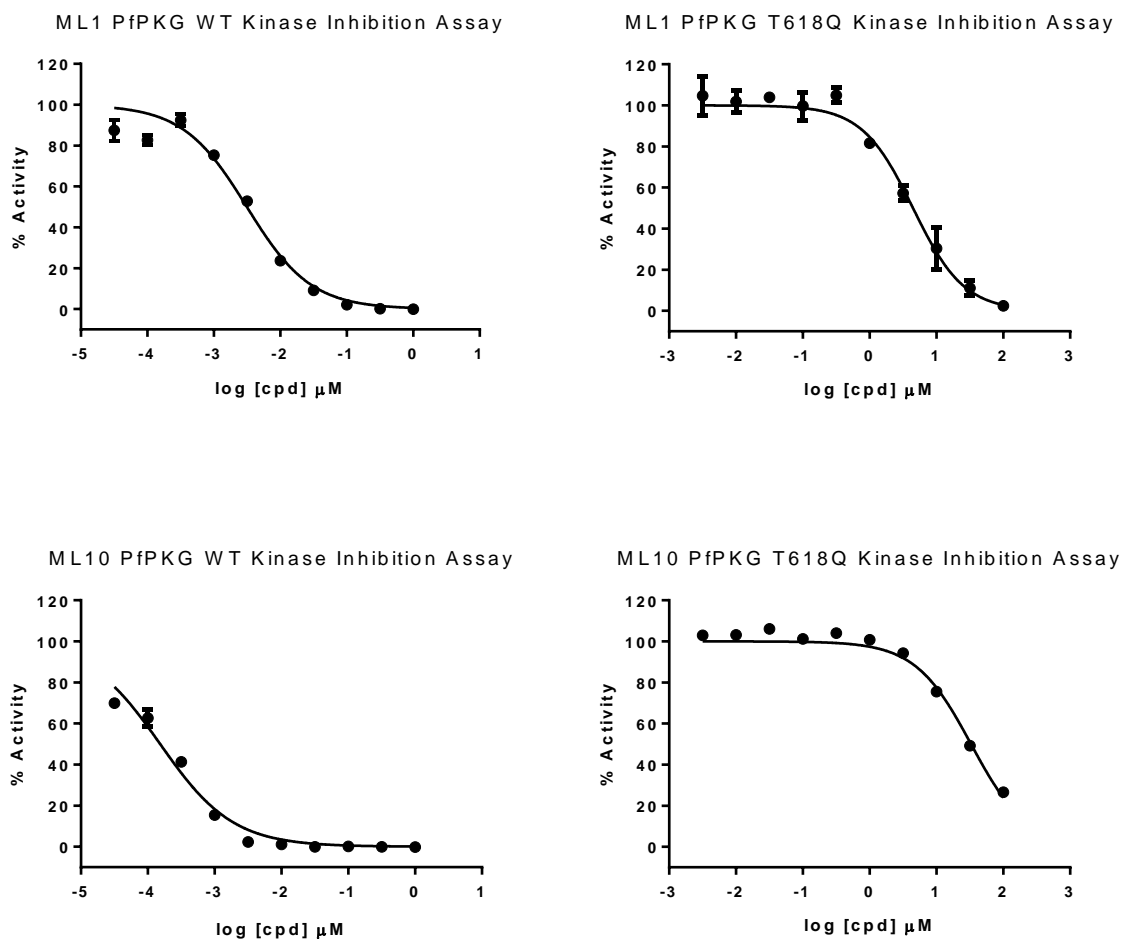 ML1 PfPKG WT Kinase Inhibition Assay
120
100
80
60
40
20
0
% Activity
-5 -4 -3 -2 -1 0 1
log [cpd] µM
ML1 PfPKG T618Q Kinase Inhibition Assay
120
100
80
60
40
20
0
% Activity
-3 -2 -1 0 1 2 3
log [cpd] µM
ML10 PfPKG WT Kinase Inhibition Assay
120
100
80
60
40
20
0
% Activity
-5 -4 -3 -2 -1 0 1
log [cpd] µM
ML10 PfPKG T618Q Kinase Inhibition Assay
120
100
80
60
40
20
0
% Activity
-3 -2 -1 0 1 2 3
log [cpd] µM